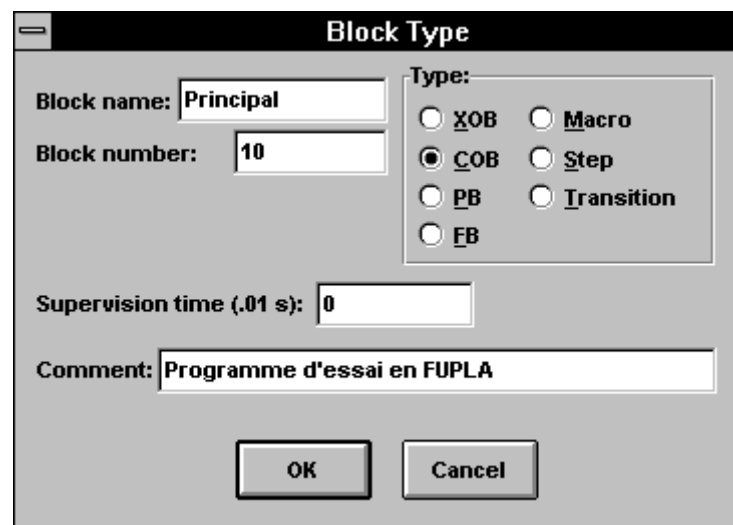 Block Type
Block name: Principal
Block number: 10
Type:
XOB Macro
COB Step
PB Transition
FB
Supervision time (.01 s): 0
Comment: Programme d'essai en FUPLA
OK Cancel